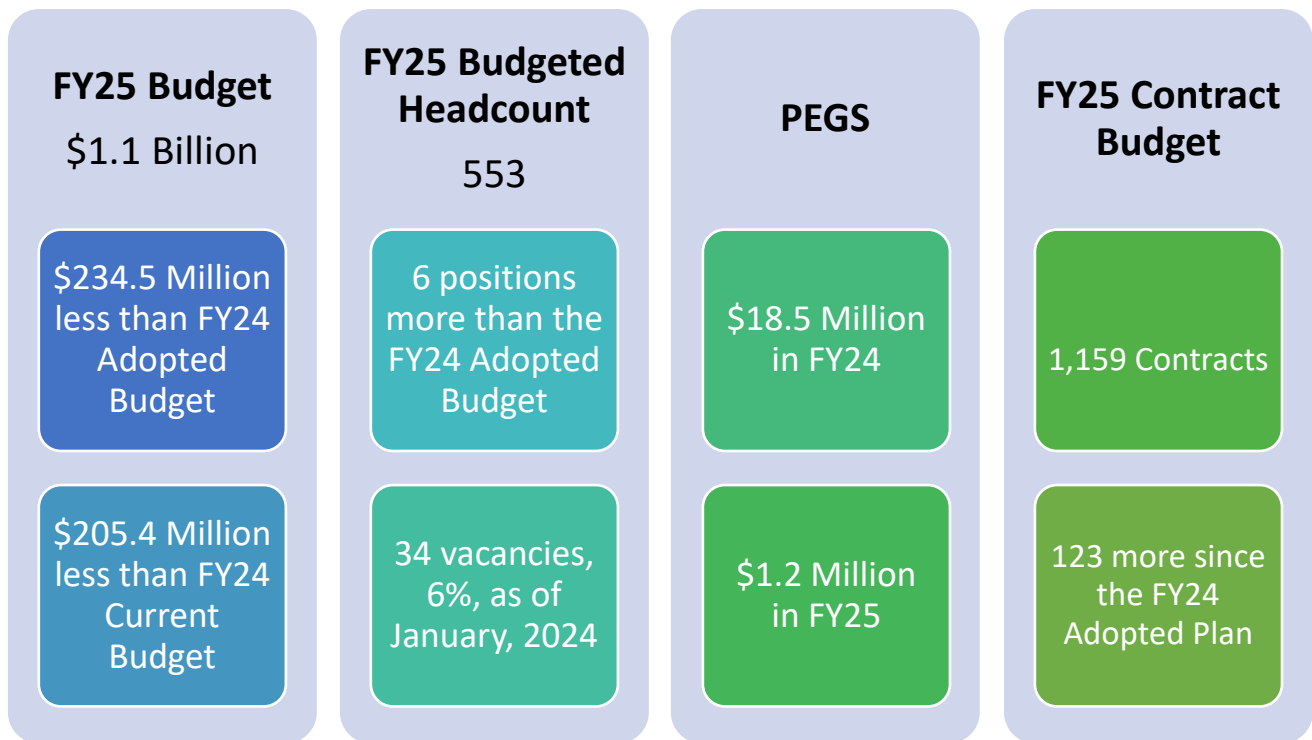 FY25 Budget
$1.1 Billion
$234.5 Million
less than FY24
Adopted
Budget
$205.4 Million
less than FY24
Current
Budget
FY25 Budgeted
Headcount
553
6 positions
more than the
FY24 Adopted
Budget
34 vacancies,
6%, as of
January, 2024
PEGS
$18.5 Million
in FY24
$1.2 Million
in FY25
FY25 Contract
Budget
1,159 Contracts
123 more since
the FY24
Adopted Plan